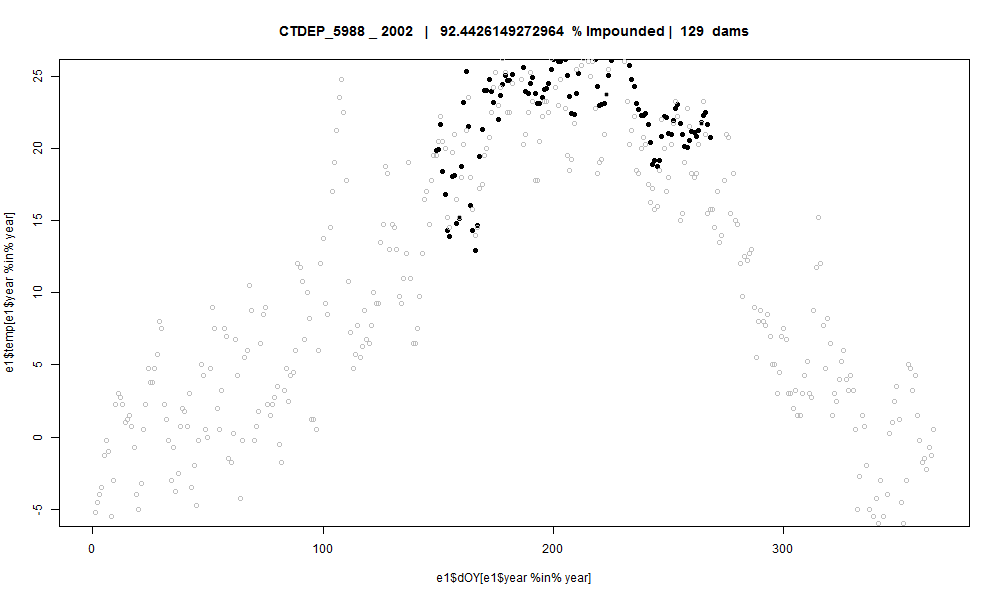 CTDEP_5988 _ 2002 | 92.4426149272964 % Impounded | 129 dams
25
20
15
10
5
0
-5
e1$temp[e1$year %in% year]
0 100 200 300
e1$dOY[e1$year %in% year]